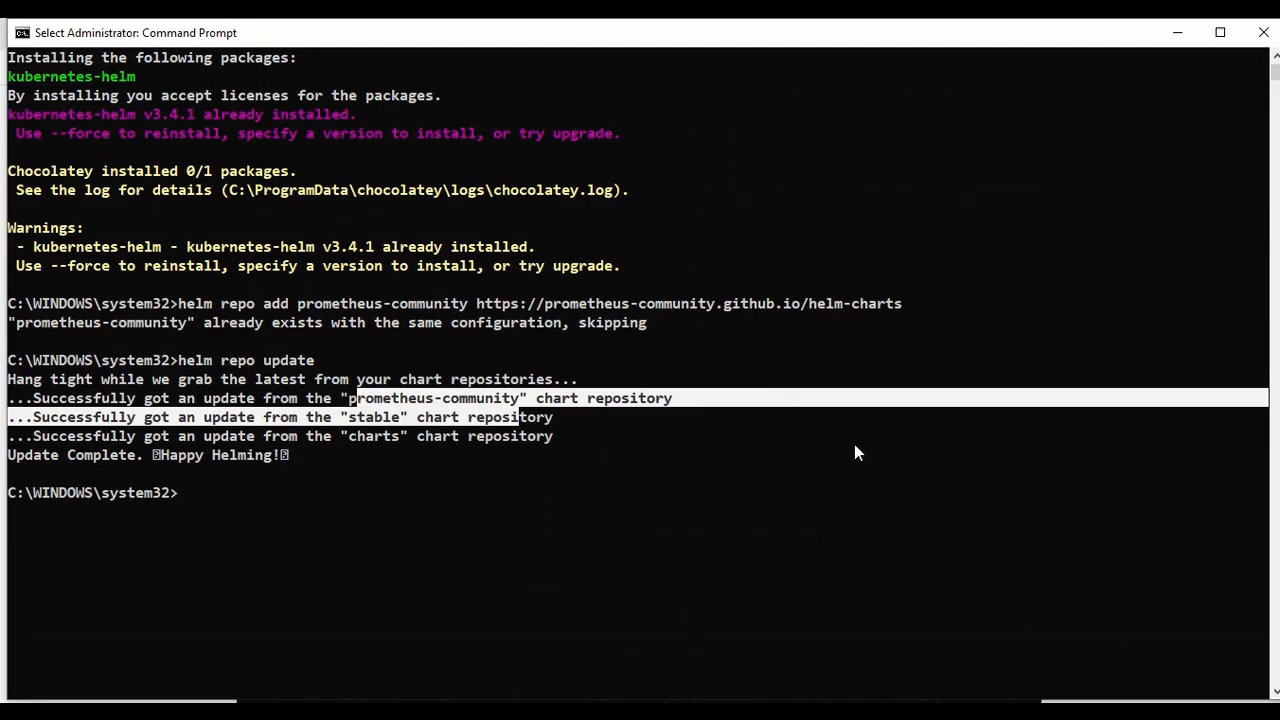 Select Administrator: Command Prompt
Installing the following packages:
kubernetes-helm
By installing you accept licenses for the packages.
kubernetes-helm v3.4.1 already installed.
 Use --force to reinstall, specify a version to install, or try upgrade.
Chocolatey installed 0/1 packages.
 See the log for details (C:\ProgramData\chocolatey\logs\chocolatey.log).
Warnings:
 - kubernetes-helm - kubernetes-helm v3.4.1 already installed.
 Use --force to reinstall, specify a version to install, or try upgrade.
C:\WINDOWS\system32>helm repo add prometheus-community https://prometheus-community.github.io/helm-charts
"prometheus-community" already exists with the same configuration, skipping
C:\WINDOWS\system32>helm repo update
Hang tight while we grab the latest from your chart repositories...
...Successfully got an update from the "prometheus-community" chart repository
...Successfully got an update from the "stable" chart repository
...Successfully got an update from the "charts" chart repository
Update Complete. Happy Helming!
C:\WINDOWS\system32>